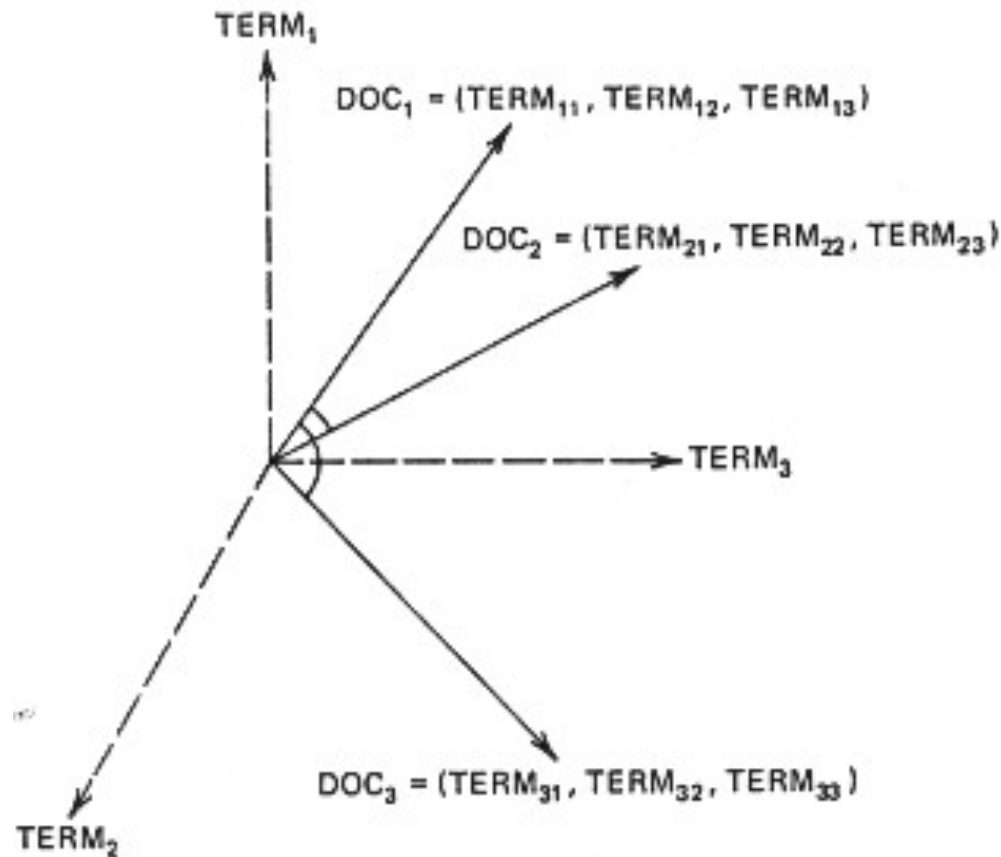 TERM₁
DOC₁ = (TERM₁₁, TERM₁₂, TERM₁₃)
DOC₂ = (TERM₂₁, TERM₂₂, TERM₂₃)
TERM₃
DOC₃ = (TERM₃₁, TERM₃₂, TERM₃₃)
TERM₂